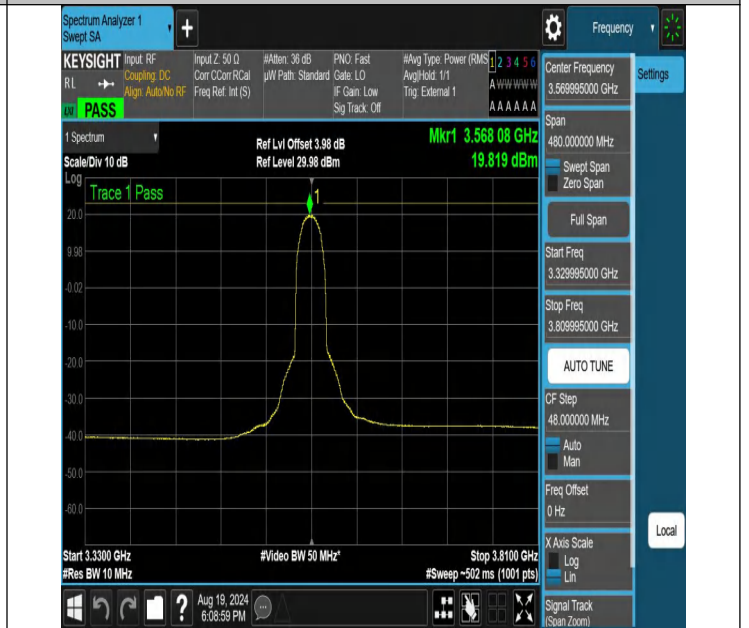 Spectrum Analyzer 1
Swept SA
+
Frequency
KEYSIGHT
RL
PASS
Input: RF
Coupling: DC
Align: Auto/No RF
Input Z: 50 Ω
Corr CCorr RCal
Freq Ref: Int (S)
#Atten: 36 dB
µW Path: Standard
PNO: Fast
Gate: LO
IF Gain: Low
Sig Track: Off
#Avg Type: Power (RMS
Avg|Hold: 1/1
Trig: External 1
1 2 3 4 5 6
A W W W W W
A A A A A A
1 Spectrum
Scale/Div 10 dB
Ref Lvl Offset 3.98 dB
Ref Level 29.98 dBm
Mkr1 3.568 08 GHz
19.819 dBm
Log
Trace 1 Pass
1
20.0
9.98
-0.02
-10.0
-20.0
-30.0
-40.0
-50.0
-60.0
Start 3.3300 GHz
#Res BW 10 MHz
#Video BW 50 MHz*
Stop 3.8100 GHz
#Sweep ~502 ms (1001 pts)
?
Aug 19, 2024
6:08:59 PM
Center Frequency
3.569995000 GHz
Settings
Span
480.000000 MHz
Swept Span
Zero Span
Full Span
Start Freq
3.329995000 GHz
Stop Freq
3.809995000 GHz
AUTO TUNE
CF Step
48.000000 MHz
Auto
Man
Freq Offset
0 Hz
X Axis Scale
Log
Lin
Local
Signal Track
(Span Zoom)